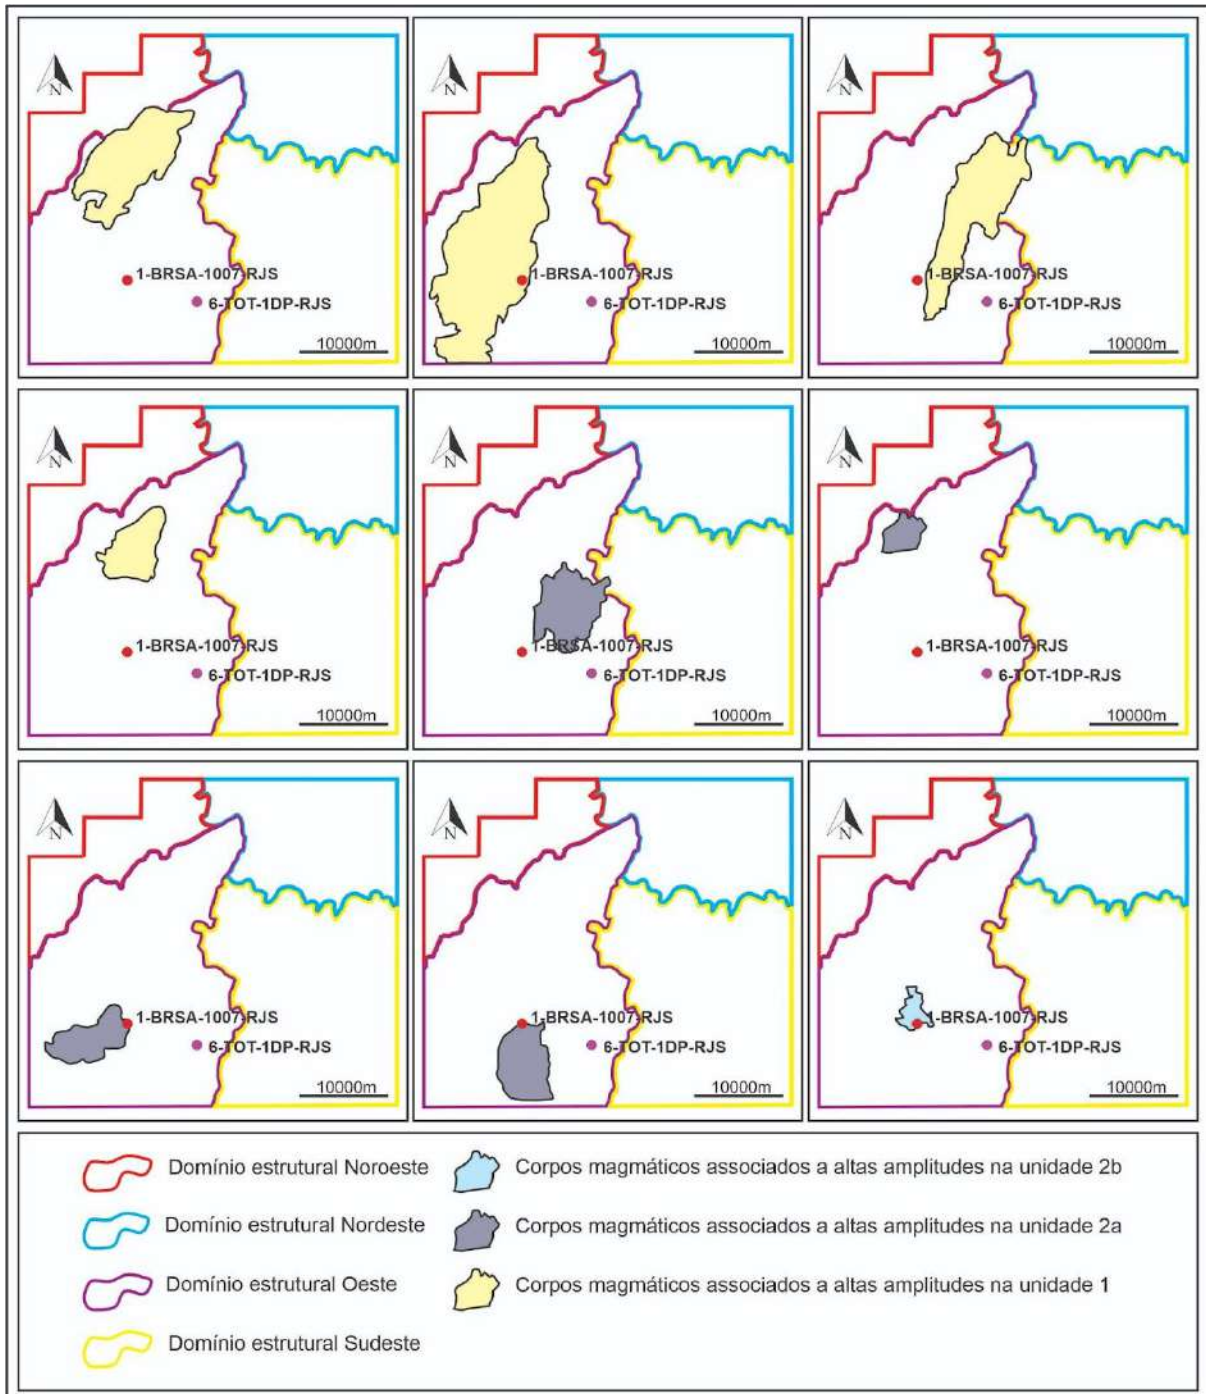 N
1-BRSA-1007-RJS
6-TOT-1DP-RJS
10000m
N
1-BRSA-1007-RJS
6-TOT-1DP-RJS
10000m
N
1-BRSA-1007-RJS
6-TOT-1DP-RJS
10000m
N
1-BRSA-1007-RJS
6-TOT-1DP-RJS
10000m
N
1-BRSA-1007-RJS
6-TOT-1DP-RJS
10000m
N
1-BRSA-1007-RJS
6-TOT-1DP-RJS
10000m
N
1-BRSA-1007-RJS
6-TOT-1DP-RJS
10000m
N
1-BRSA-1007-RJS
6-TOT-1DP-RJS
10000m
N
1-BRSA-1007-RJS
6-TOT-1DP-RJS
10000m
Domínio estrutural Noroeste
Domínio estrutural Nordeste
Domínio estrutural Oeste
Domínio estrutural Sudeste
Corpos magmáticos associados a altas amplitudes na unidade 2b
Corpos magmáticos associados a altas amplitudes na unidade 2a
Corpos magmáticos associados a altas amplitudes na unidade 1